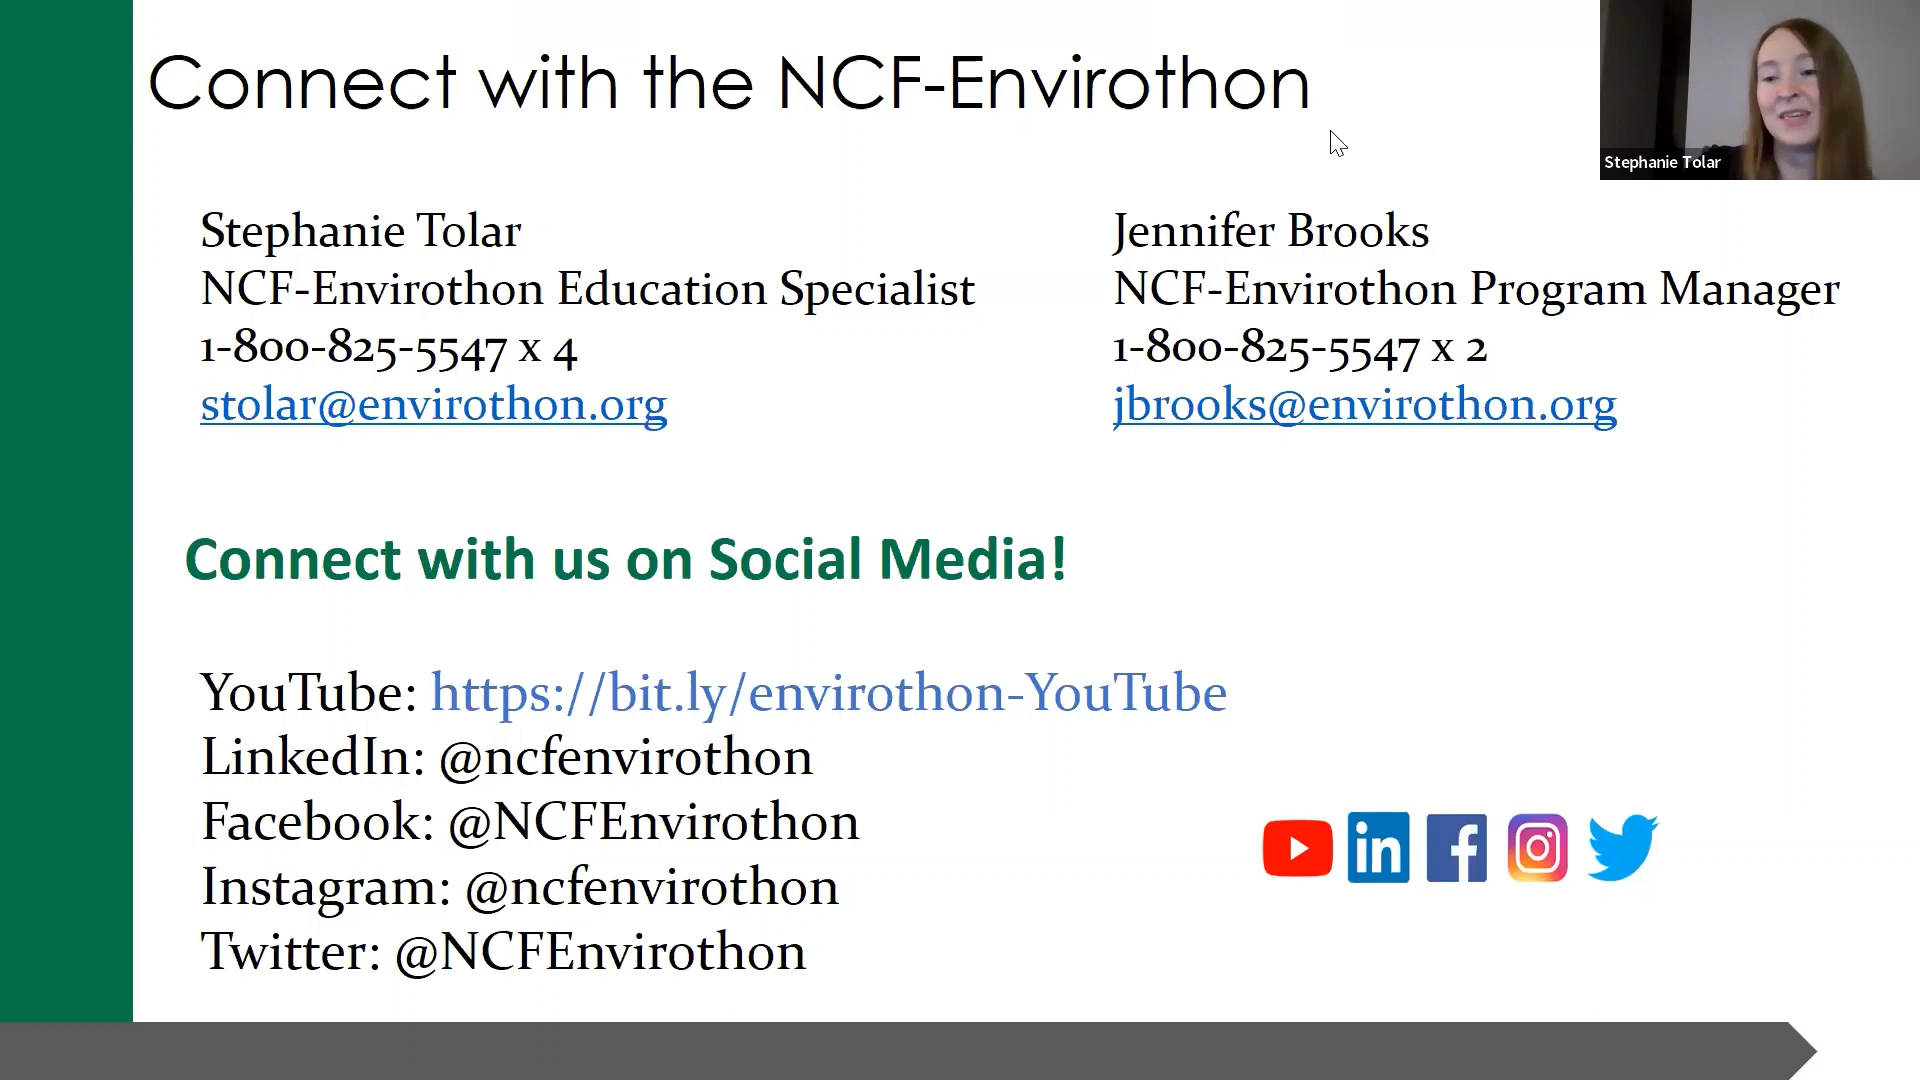 Connect with the NCF-Envirothon
Stephanie Tolar
Stephanie Tolar
NCF-Envirothon Education Specialist
1-800-825-5547 x 4
stolar@envirothon.org
Jennifer Brooks
NCF-Envirothon Program Manager
1-800-825-5547 x 2
jbrooks@envirothon.org
Connect with us on Social Media!
YouTube: https://bit.ly/envirothon-YouTube
LinkedIn: @ncfenvirothon
Facebook: @NCFEnvirothon
Instagram: @ncfenvirothon
Twitter: @NCFEnvirothon
in
f